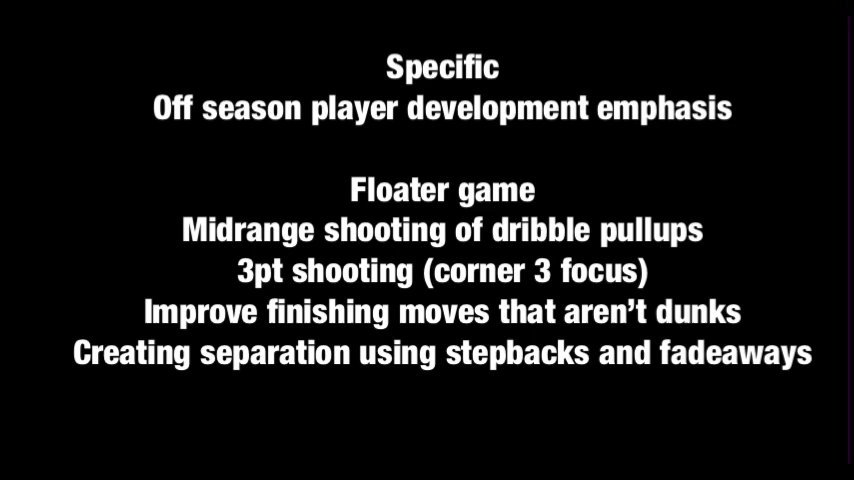 Specific
Off season player development emphasis
Floater game
Midrange shooting of dribble pullups
3pt shooting (corner 3 focus)
Improve finishing moves that aren't dunks
Creating separation using stepbacks and fadeaways